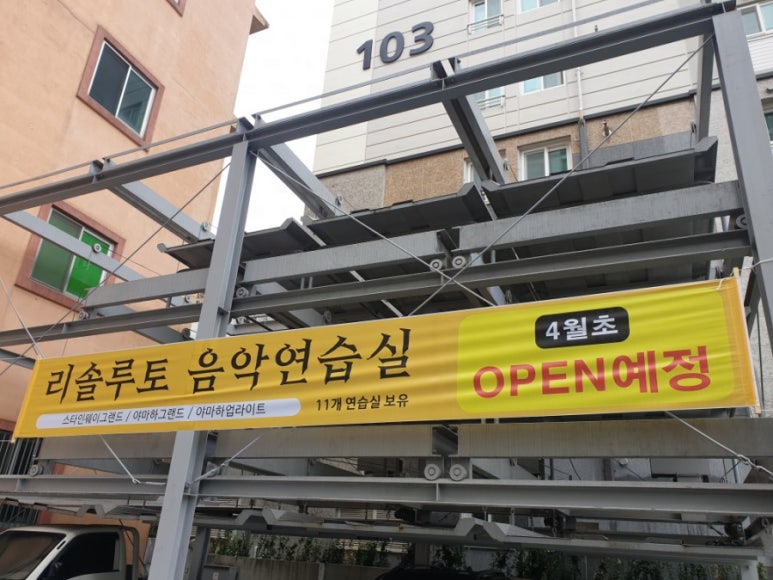 103
리솔루토 음악연습실
스타인웨이그랜드 / 야마하그랜드 / 야마하업라이트
11개 연습실 보유
4월초
OPEN예정